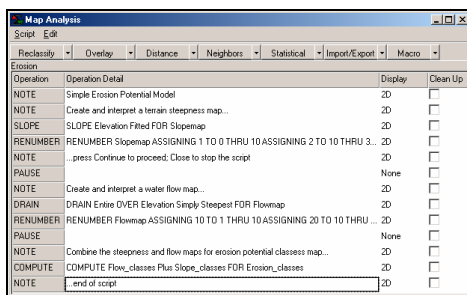 Map Analysis
Script Edit
Reclassify Overlay Distance Neighbors Statistical Import/Export Macro
Erosion
Operation Operation Detail Display Clean Up
NOTE Simple Erosion Potential Model 2D
NOTE Create and interpret a terrain steepness map... 2D
SLOPE SLOPE Elevation Fitted FOR Slopemap 2D
RENUMBER RENUMBER Slopemap ASSIGNING 1 TO 0 THRU 10 ASSIGNING 2 TO 10 THRU 3... 2D
NOTE ...press Continue to proceed; Close to stop the script 2D
PAUSE None
NOTE Create and interpret a water flow map... 2D
DRAIN DRAIN Entire OVER Elevation Simply Steepest FOR Flowmap 2D
RENUMBER RENUMBER Flowmap ASSIGNING 10 TO 1 THRU 10 ASSIGNING 20 TO 10 THRU ... 2D
PAUSE None
NOTE Combine the steepness and flow maps for erosion potential classess map... 2D
COMPUTE COMPUTE Flow_classes Plus Slope_classes FOR Erosion_classes 2D
NOTE ...end of script 2D